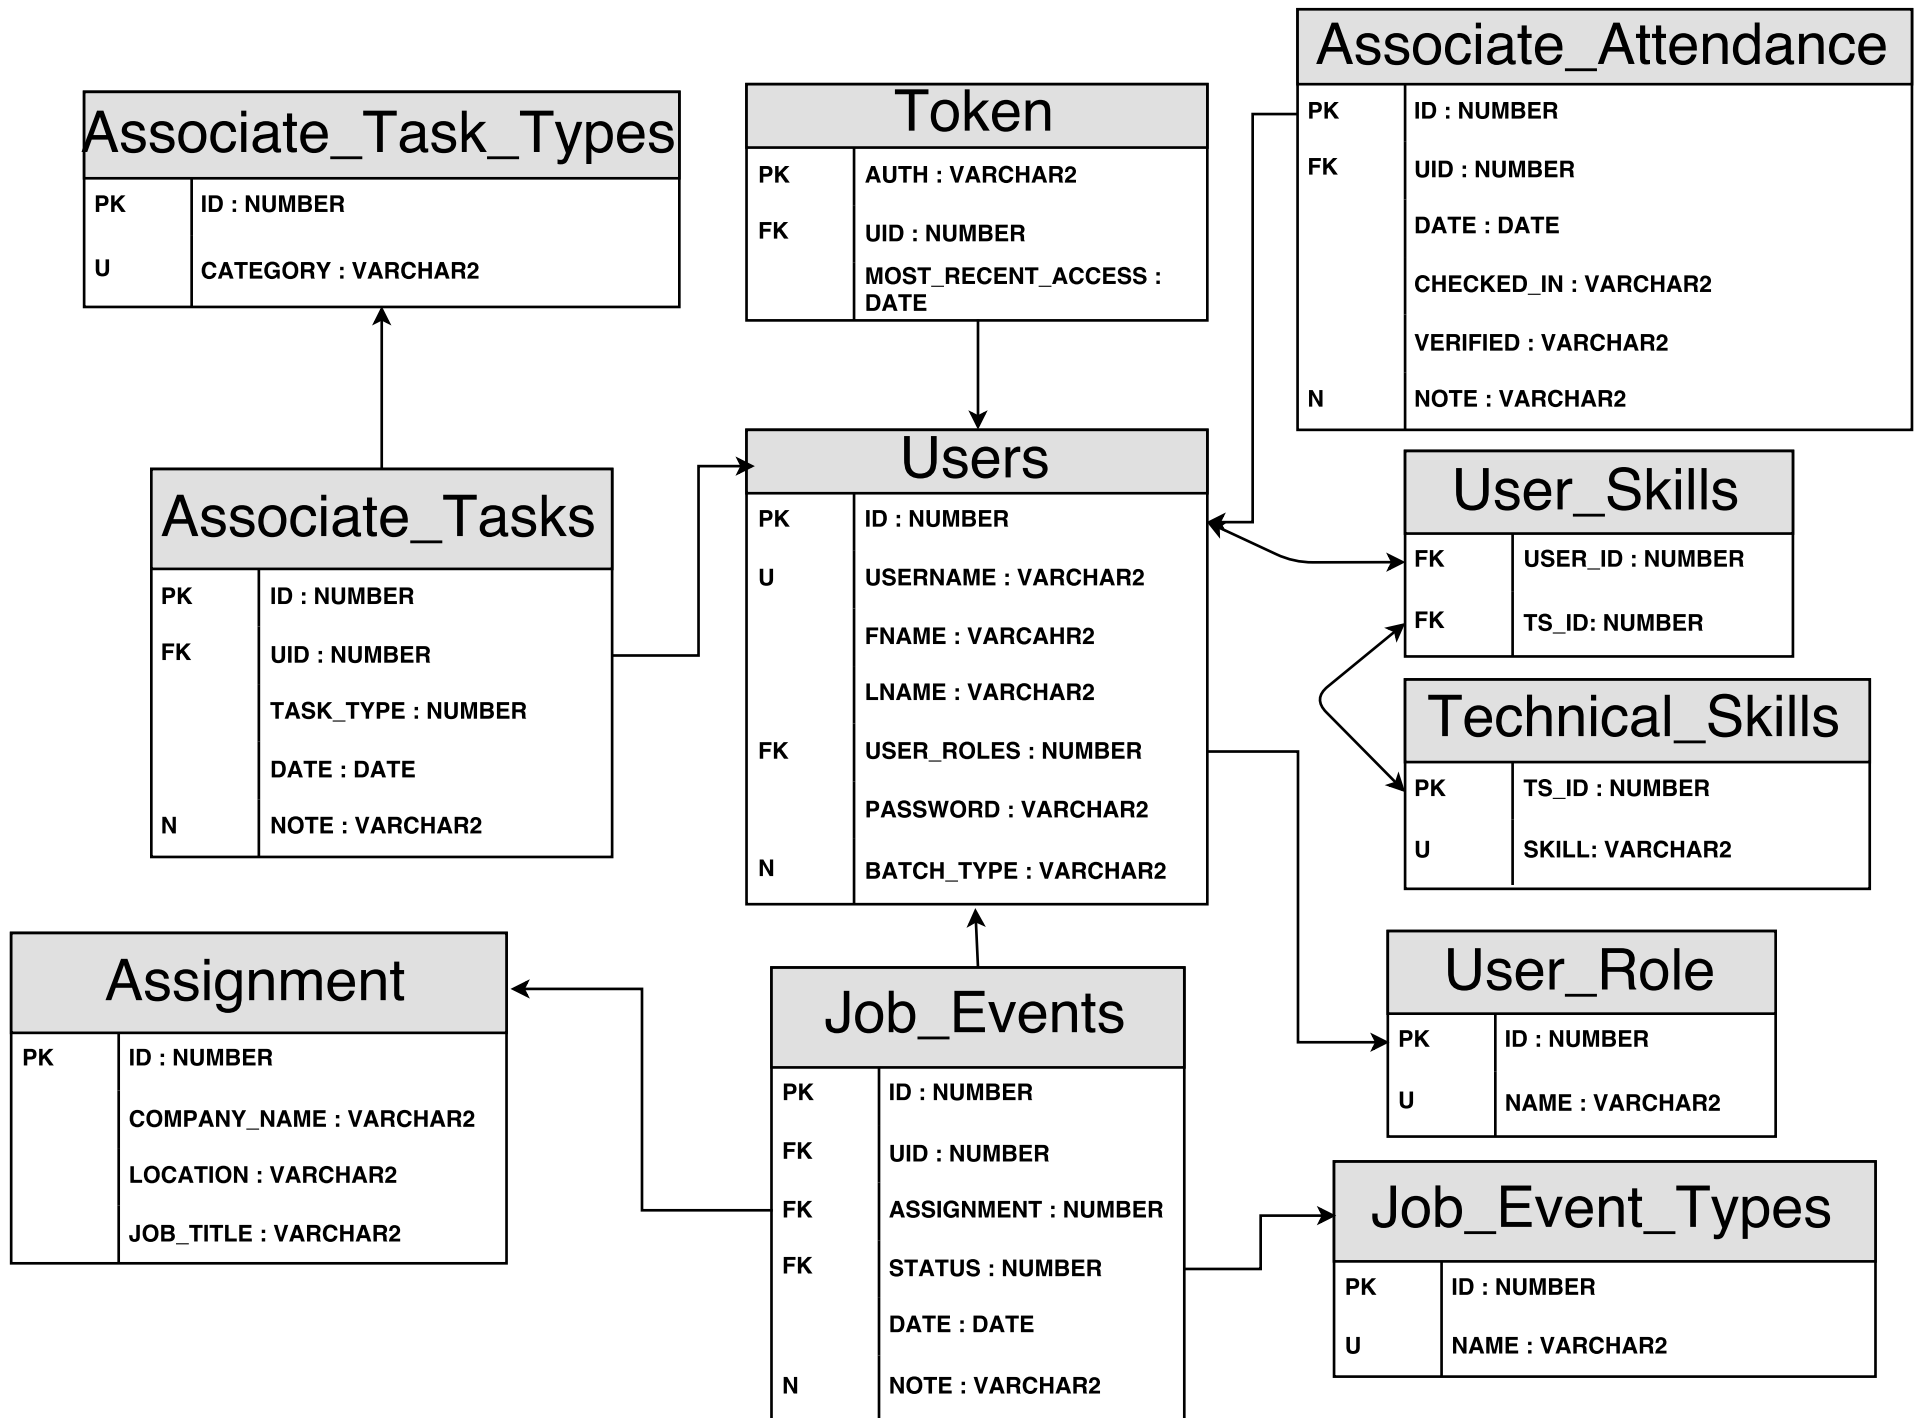 Associate_Task_Types
PK ID : NUMBER
U CATEGORY : VARCHAR2
Token
PK AUTH : VARCHAR2
FK UID : NUMBER
MOST_RECENT_ACCESS :
DATE
Associate_Attendance
PK ID : NUMBER
FK UID : NUMBER
DATE : DATE
CHECKED_IN : VARCHAR2
VERIFIED : VARCHAR2
N NOTE : VARCHAR2
Associate_Tasks
PK ID : NUMBER
FK UID : NUMBER
TASK_TYPE : NUMBER
DATE : DATE
N NOTE : VARCHAR2
Users
PK ID : NUMBER
U USERNAME : VARCHAR2
FNAME : VARCAHR2
LNAME : VARCHAR2
FK USER_ROLES : NUMBER
PASSWORD : VARCHAR2
N BATCH_TYPE : VARCHAR2
User_Skills
FK USER_ID : NUMBER
FK TS_ID: NUMBER
Technical_Skills
PK TS_ID : NUMBER
U SKILL: VARCHAR2
Assignment
PK ID : NUMBER
COMPANY_NAME : VARCHAR2
LOCATION : VARCHAR2
JOB_TITLE : VARCHAR2
Job_Events
PK ID : NUMBER
FK UID : NUMBER
FK ASSIGNMENT : NUMBER
FK STATUS : NUMBER
DATE : DATE
N NOTE : VARCHAR2
User_Role
PK ID : NUMBER
U NAME : VARCHAR2
Job_Event_Types
PK ID : NUMBER
U NAME : VARCHAR2